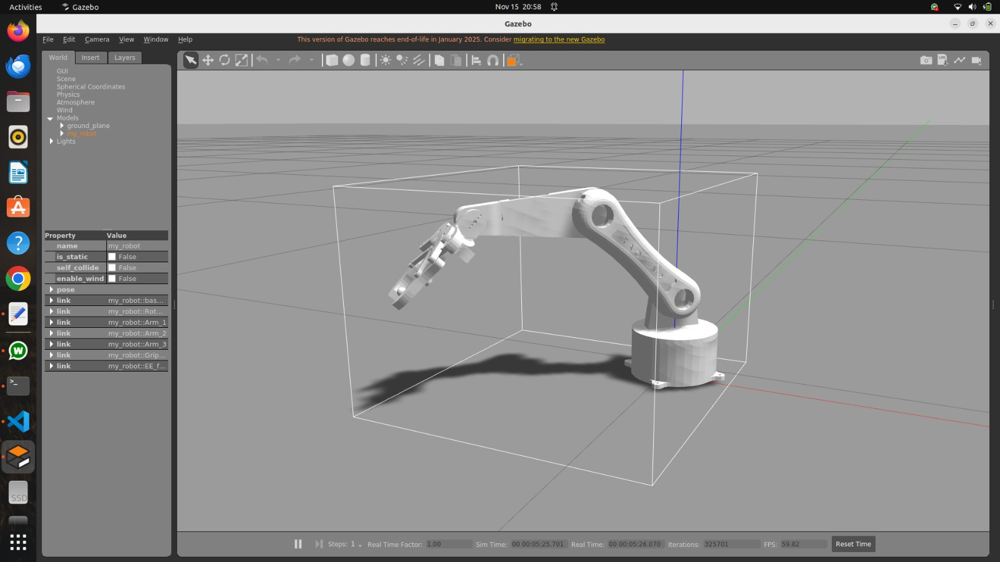 Activities Gazebo Nov 15 20:58
Gazebo
File Edit Camera View Window Help This version of Gazebo reaches end-of-life in January 2025. Consider migrating to the new Gazebo
World Insert Layers
GUI
Scene
Spherical Coordinates
Physics
Atmosphere
Wind
Models
ground_plane
my_robot
Lights
Property Value
name my_robot
is_static False
self_collide False
enable_wind False
pose
link my_robot::bas...
link my_robot::Rot...
link my_robot::Arm_1
link my_robot::Arm_2
link my_robot::Arm_3
link my_robot::Grip...
link my_robot::EE_f...
LOG
?
W
>_
SSD
Steps: 1 Real Time Factor: 1.00 Sim Time: 00 00:05:25.701 Real Time: 00 00:05:26.070 Iterations: 325701 FPS: 59.82 Reset Time